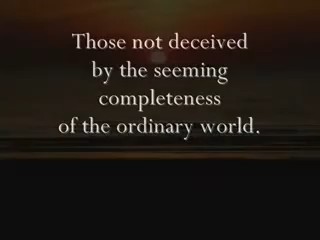 Those not deceived
by the seeming
completeness
of the ordinary world.